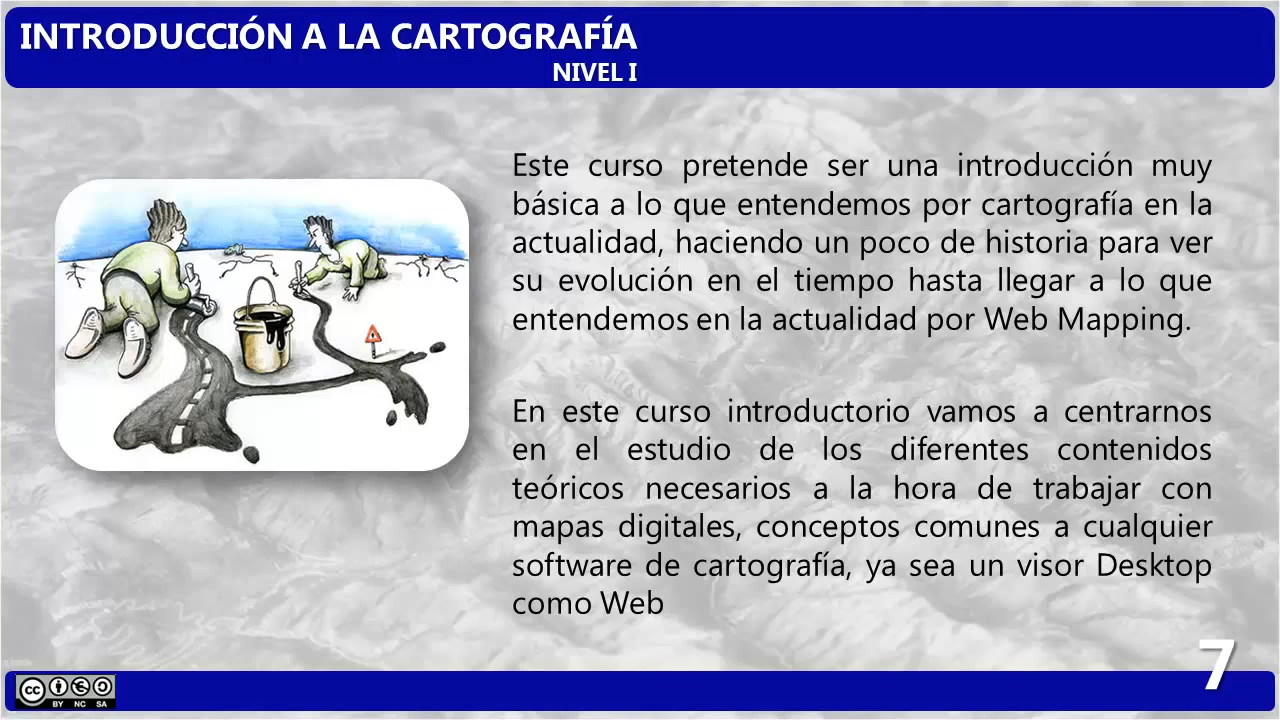 INTRODUCCIÓN A LA CARTOGRAFÍA
NIVEL I
Este curso pretende ser una introducción muy
básica a lo que entendemos por cartografía en la
actualidad, haciendo un poco de historia para ver
su evolución en el tiempo hasta llegar a lo que
entendemos en la actualidad por Web Mapping.
En este curso introductorio vamos a centrarnos
en el estudio de los diferentes contenidos
teóricos necesarios a la hora de trabajar con
mapas digitales, conceptos comunes a cualquier
software de cartografía, ya sea un visor Desktop
como Web
7
cc
BY NC SA